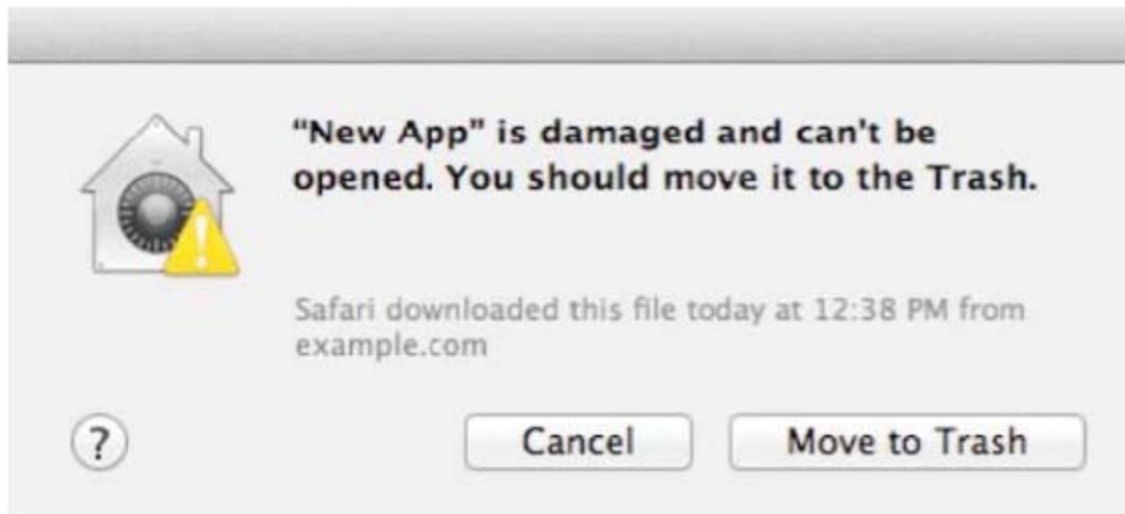 “New App” is damaged and can't be
opened. You should move it to the Trash.
Safari downloaded this file today at 12:38 PM from
example.com
?
Cancel
Move to Trash